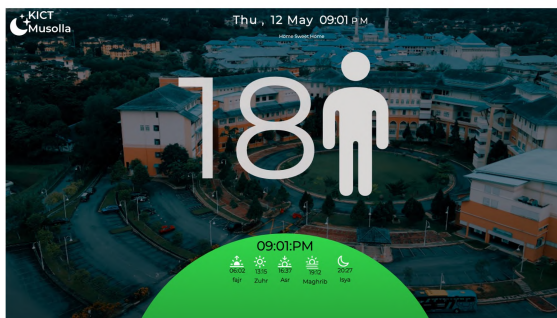 KICT
Musolla
Thu , 12 May 09:01 PM
Home Sweet Home
18
09:01:PM
06:02 13:15 16:37 19:12 20:27
fajr Zuhr Asr Maghrib Isya